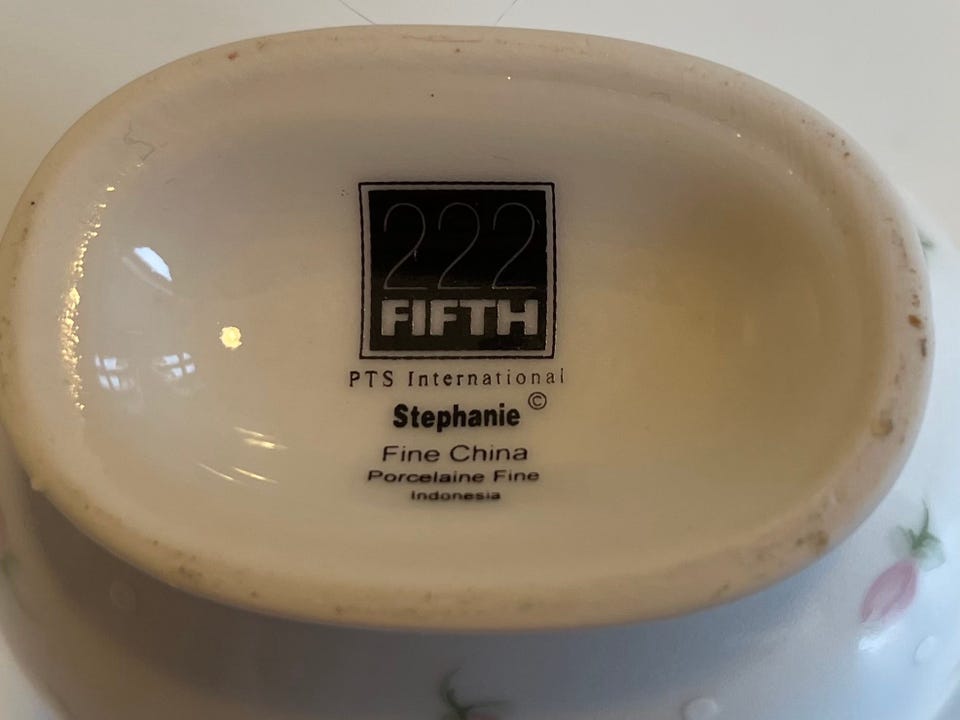 222
FIFTH
PTS International
Stephanie ©
Fine China
Porcelaine Fine
Indonesia